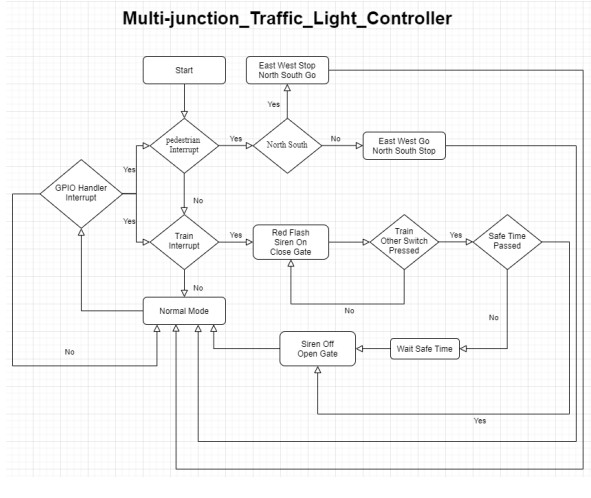 Multi-junction_Traffic_Light_Controller
Start
East West Stop
North South Go
Yes
pedestrian
Interrupt
Yes
North South
No
East West Go
North South Stop
Yes
GPIO Handler
Interrupt
No
Yes
Train
Interrupt
Yes
Red Flash
Siren On
Close Gate
Train
Other Switch
Pressed
Yes
Safe Time
Passed
No
No
Normal Mode
No
No
Siren Off
Open Gate
Wait Safe Time
Yes